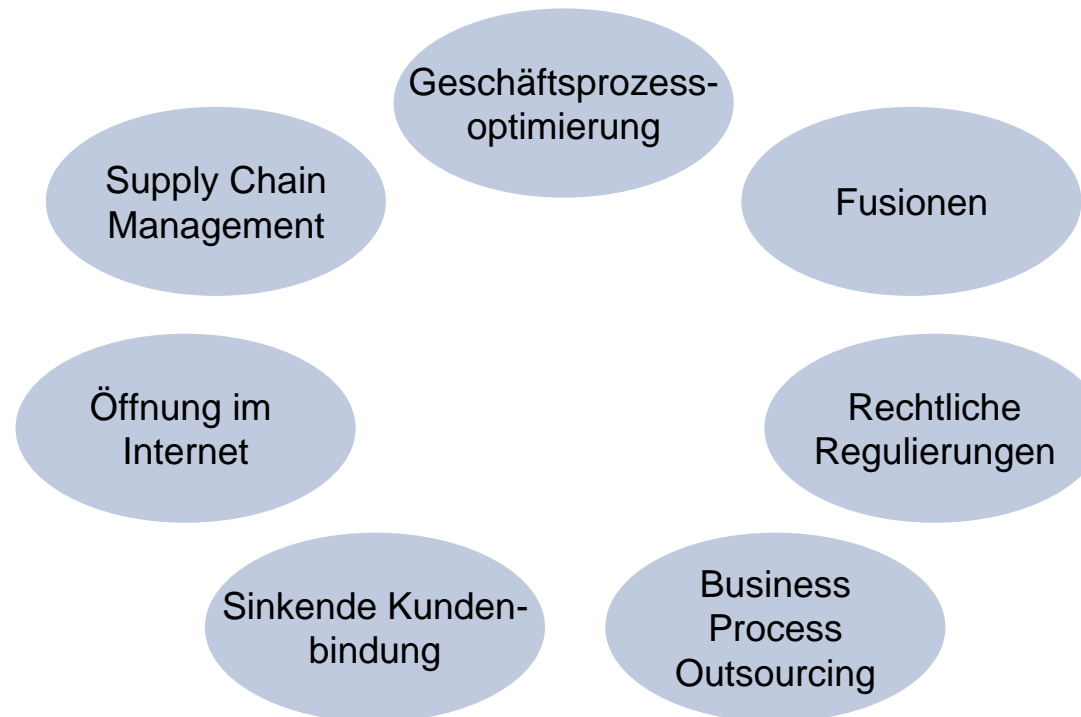 Geschäftsprozess-
optimierung
Supply Chain
Management
Fusionen
Öffnung im
Internet
Rechtliche
Regulierungen
Sinkende Kunden-
bindung
Business
Process
Outsourcing